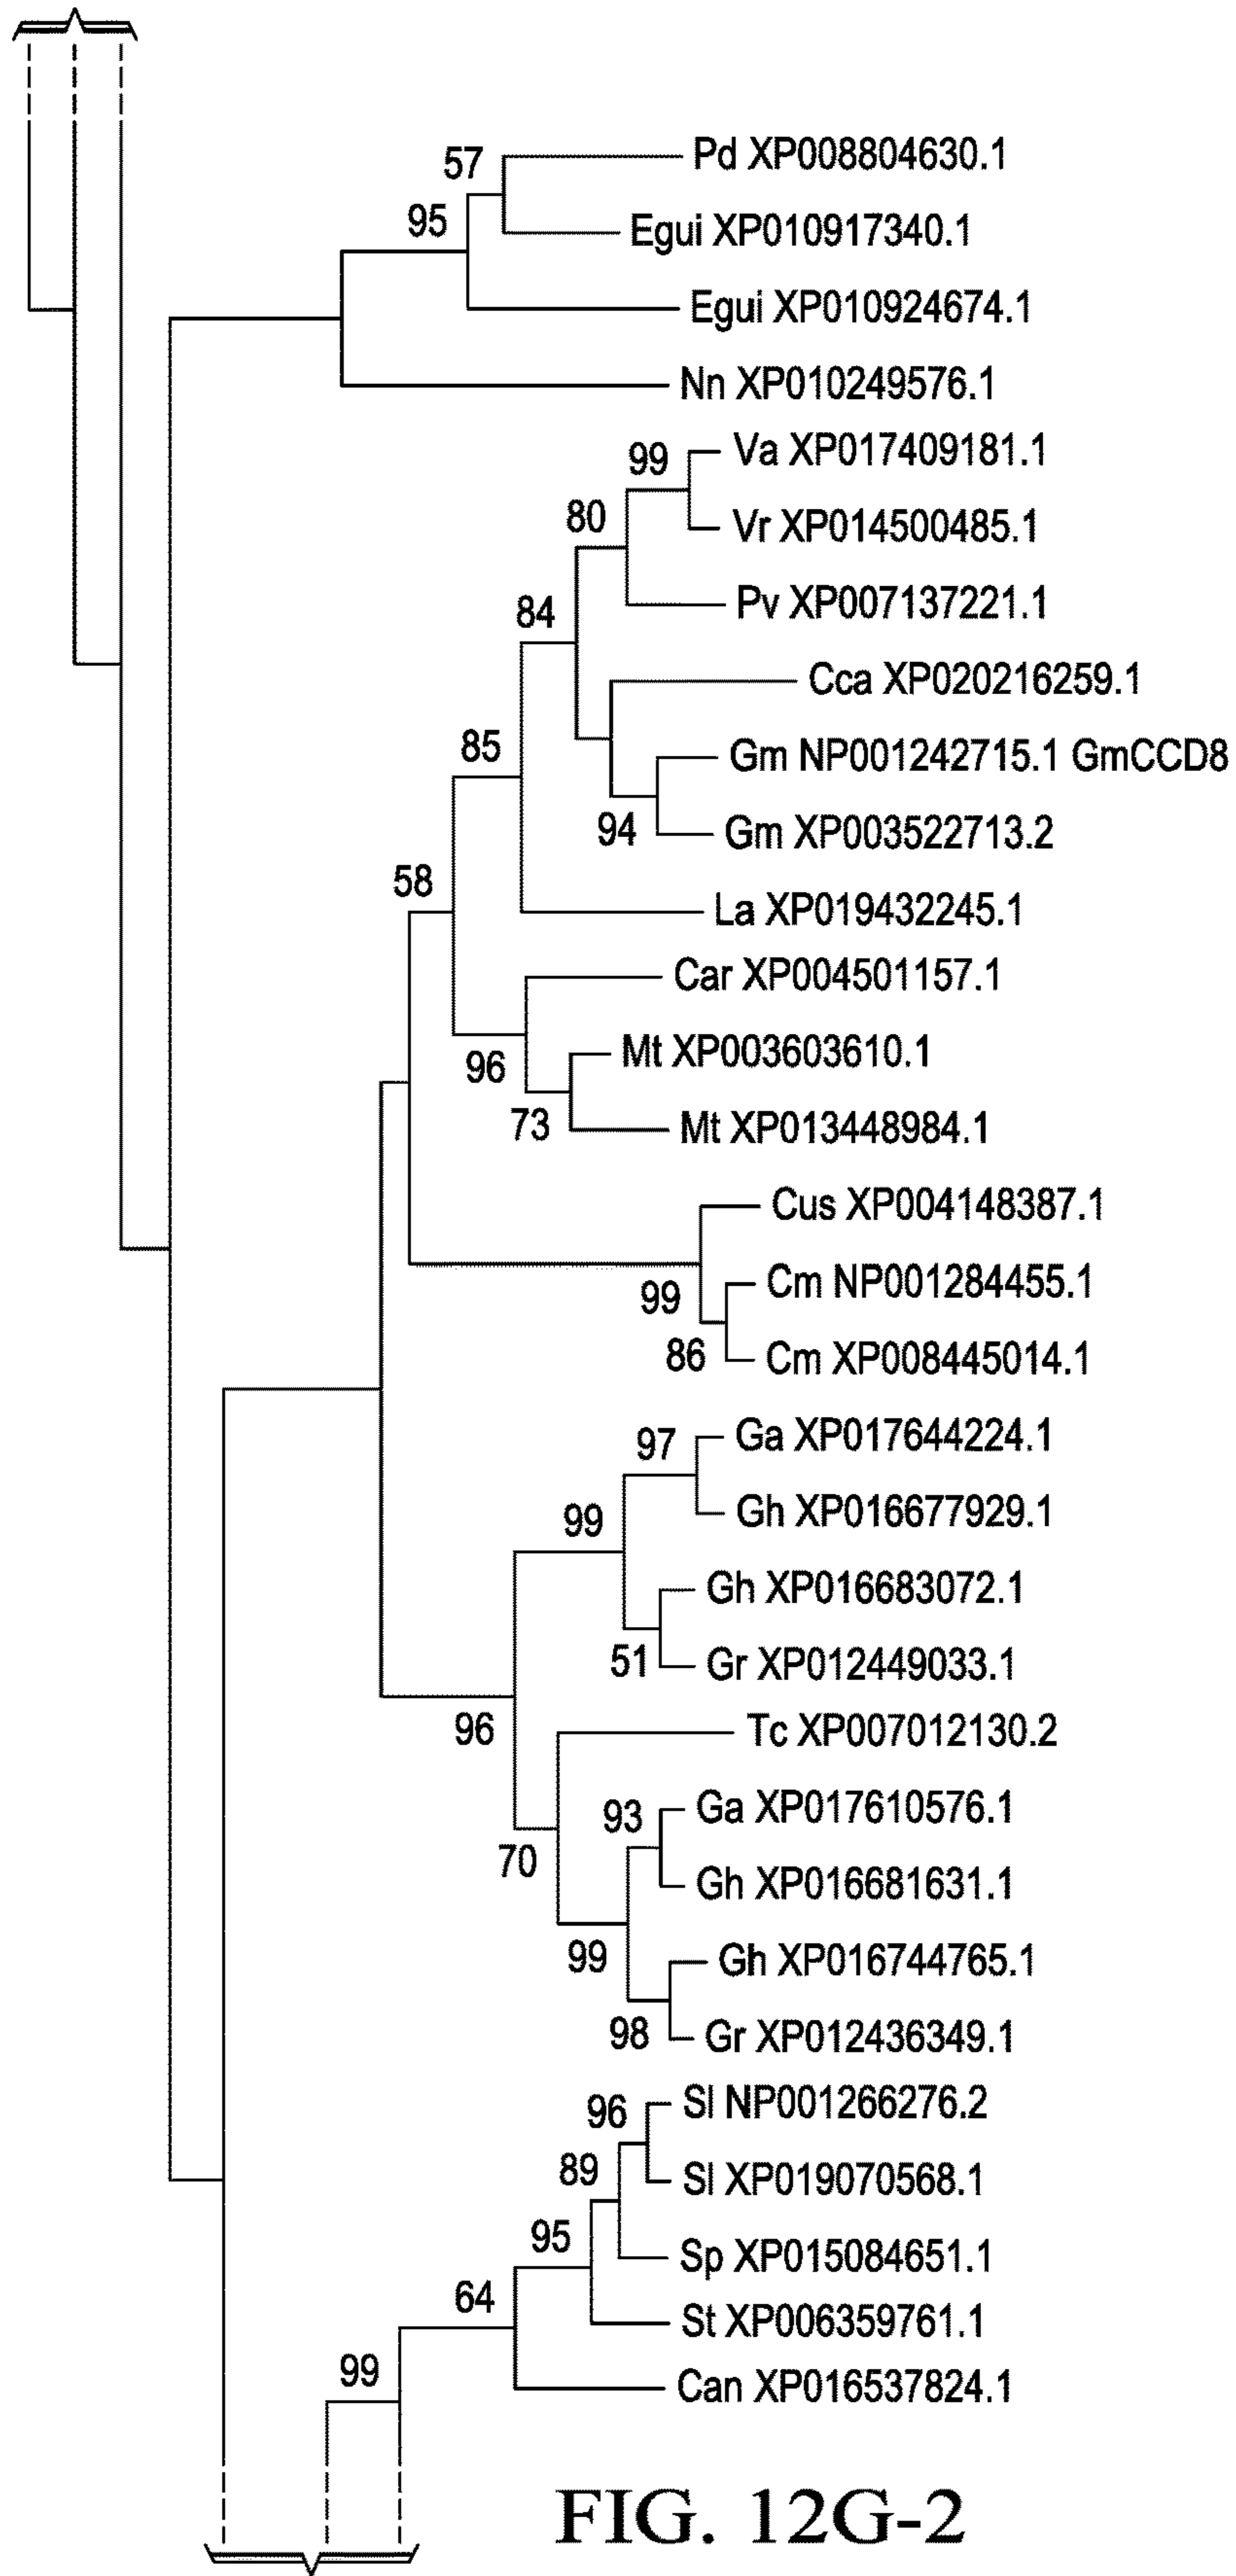 57
Pd XP008804630.1
95
Egui XP010917340.1
Egui XP010924674.1
Nn XP010249576.1
99
Va XP017409181.1
80
Vr XP014500485.1
84
Pv XP007137221.1
Cca XP020216259.1
85
Gm NP001242715.1 GmCCD8
94
Gm XP003522713.2
58
La XP019432245.1
Car XP004501157.1
96
Mt XP003603610.1
73
Mt XP013448984.1
Cus XP004148387.1
99
Cm NP001284455.1
86
Cm XP008445014.1
97
Ga XP017644224.1
99
Gh XP016677929.1
Gh XP016683072.1
51
Gr XP012449033.1
96
Tc XP007012130.2
93
Ga XP017610576.1
70
Gh XP016681631.1
99
Gh XP016744765.1
98
Gr XP012436349.1
96
Sl NP001266276.2
89
Sl XP019070568.1
95
Sp XP015084651.1
64
St XP006359761.1
99
Can XP016537824.1
FIG. 12G-2